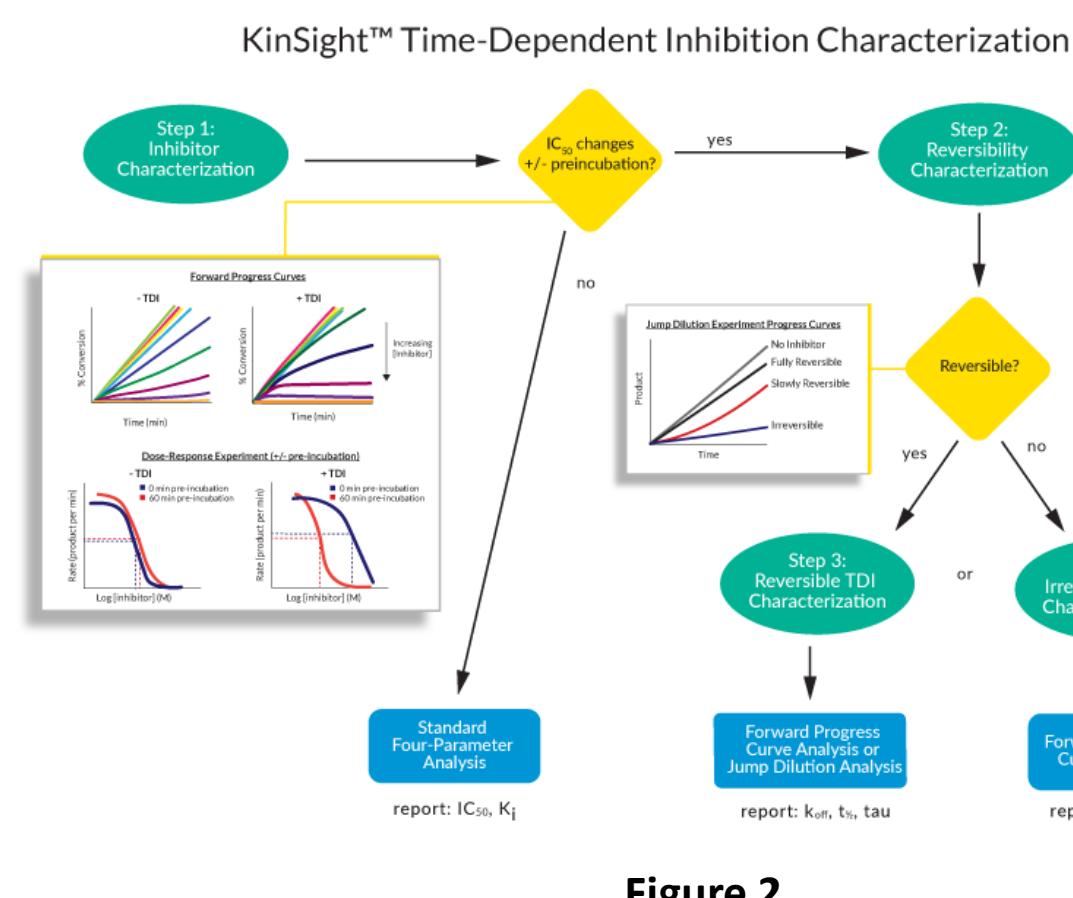 KinSight™ Time-Dependent Inhibition Characterization
Step 1:
Inhibitor
Characterization
IC₅₀ changes
+/- preincubation?
yes
Step 2:
Reversibility
Characterization
no
Forward Progress Curves
- TDI
+ TDI
% Conversion
Time (min)
% Conversion
Time (min)
Increasing
[Inhibitor]
Dose-Response Experiment (+/- pre-incubation)
- TDI
0 min pre-incubation
60 min pre-incubation
Rate (product per min)
Log [inhibitor] (M)
+ TDI
0 min pre-incubation
60 min pre-incubation
Rate (product per min)
Log [inhibitor] (M)
Jump Dilution Experiment Progress Curves
No Inhibitor
Fully Reversible
Slowly Reversible
Irreversible
Product
Time
Reversible?
yes
no
Step 3:
Reversible TDI
Characterization
or
Irre
Cha
Standard
Four-Parameter
Analysis
report: IC₅₀, Kᵢ
Forward Progress
Curve Analysis or
Jump Dilution Analysis
report: kₒff, t½, tau
Forw
Cu
rep
Figure 2